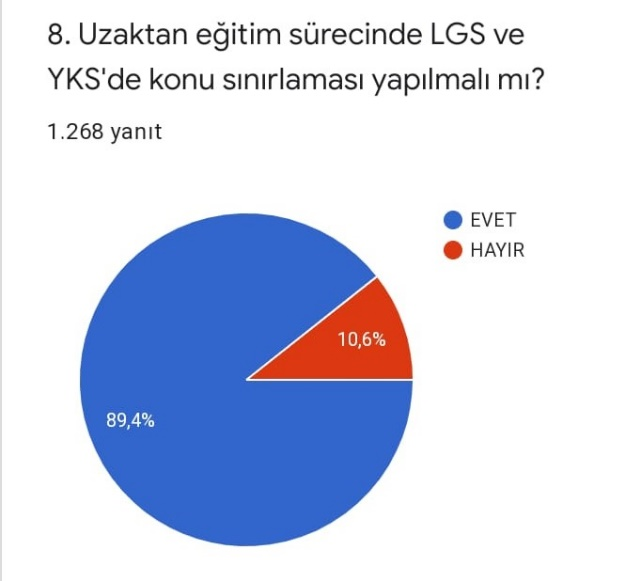 8. Uzaktan eğitim sürecinde LGS ve
YKS'de konu sınırlaması yapılmalı mı?
1.268 yanıt
EVET
HAYIR
10,6%
89,4%